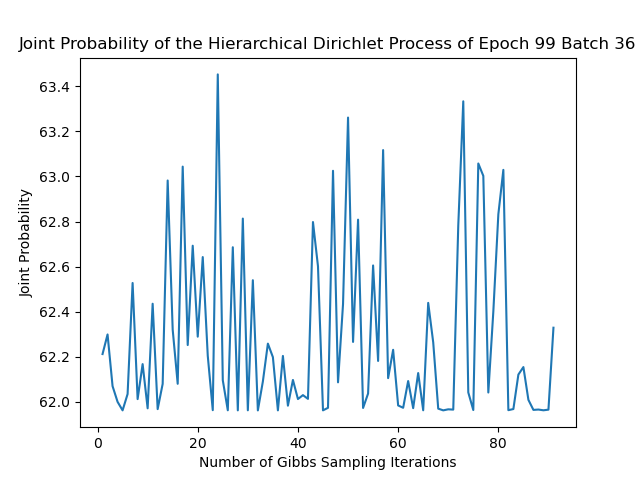 Joint Probability of the Hierarchical Dirichlet Process of Epoch 99 Batch 36
63.4
63.2
63.0
62.8
62.6
62.4
62.2
62.0
Joint Probability
0 20 40 60 80
Number of Gibbs Sampling Iterations